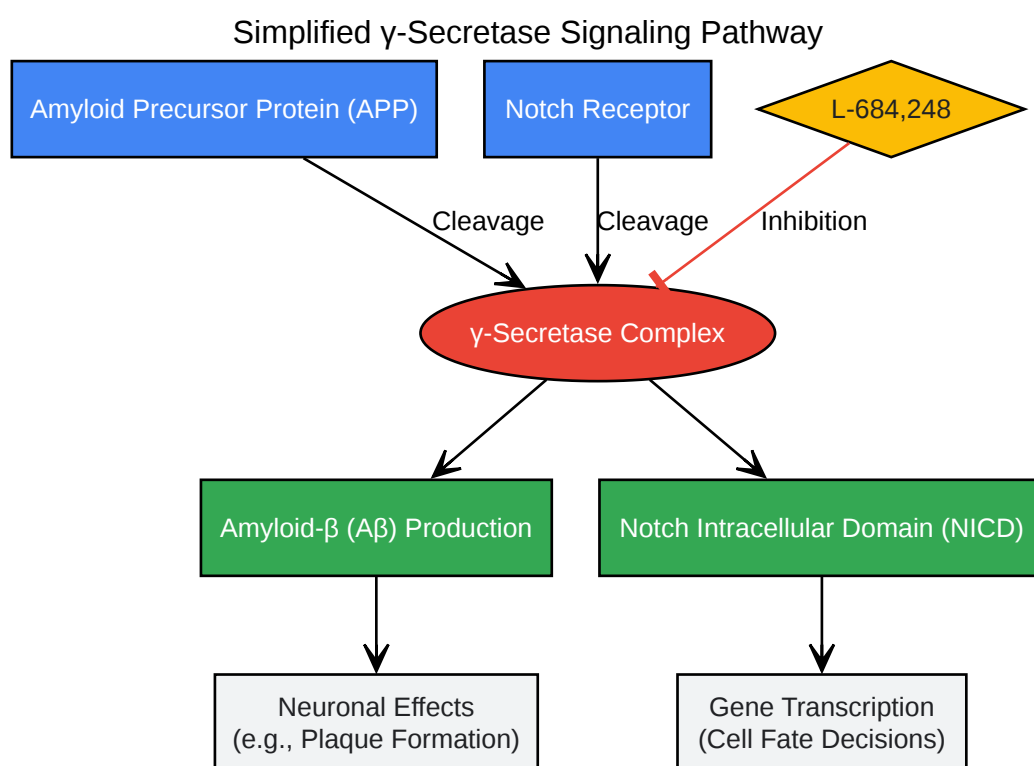 Simplified γ-Secretase Signaling Pathway
Amyloid Precursor Protein (APP)
Notch Receptor
L-684,248
Cleavage
Cleavage
Inhibition
γ-Secretase Complex
Amyloid-β (Aβ) Production
Notch Intracellular Domain (NICD)
Neuronal Effects
(e.g., Plaque Formation)
Gene Transcription
(Cell Fate Decisions)